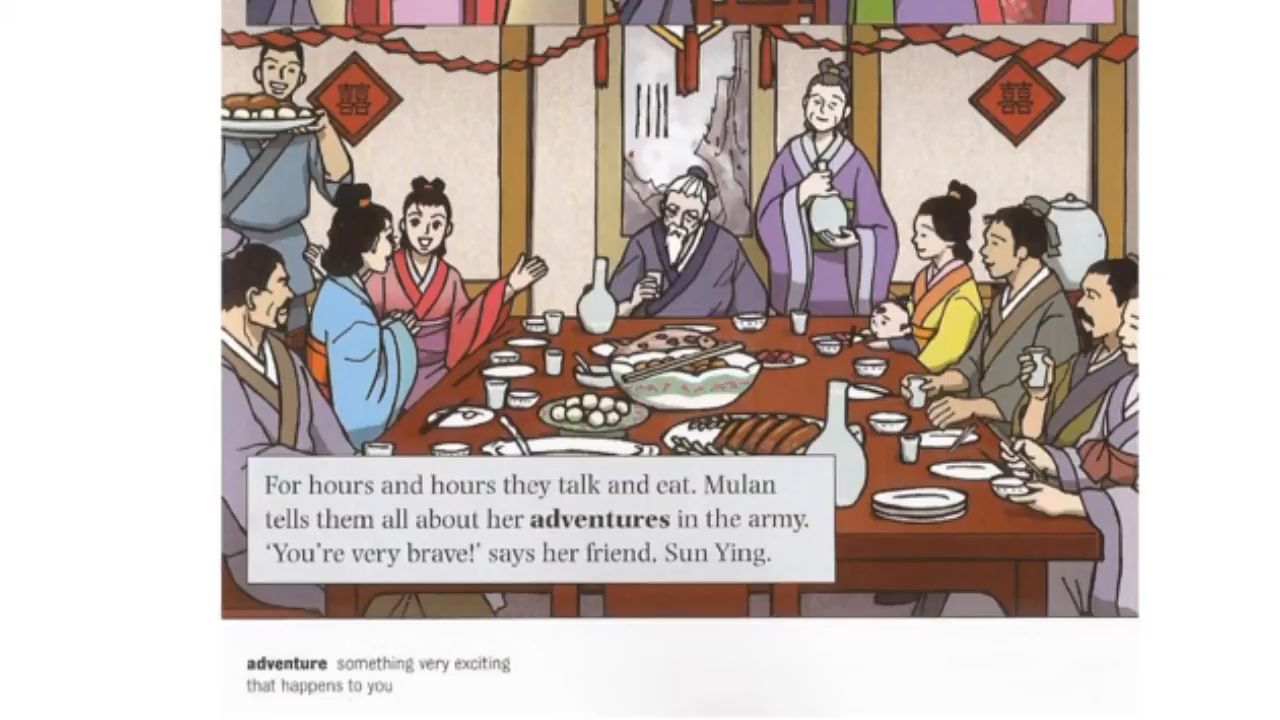 囍
囍
For hours and hours they talk and eat. Mulan
tells them all about her adventures in the army.
‘You’re very brave!’ says her friend, Sun Ying.
adventure something very exciting
that happens to you